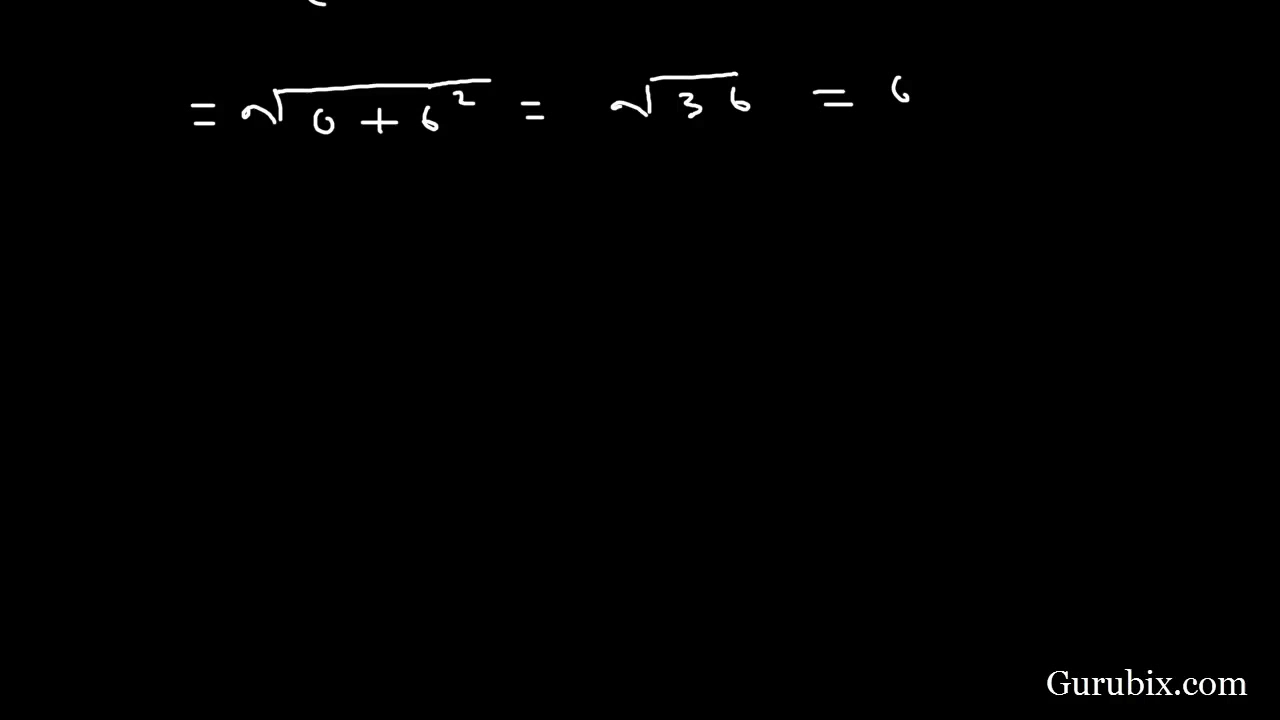 = √0 + 6² = √36 = 6
Gurubix.com